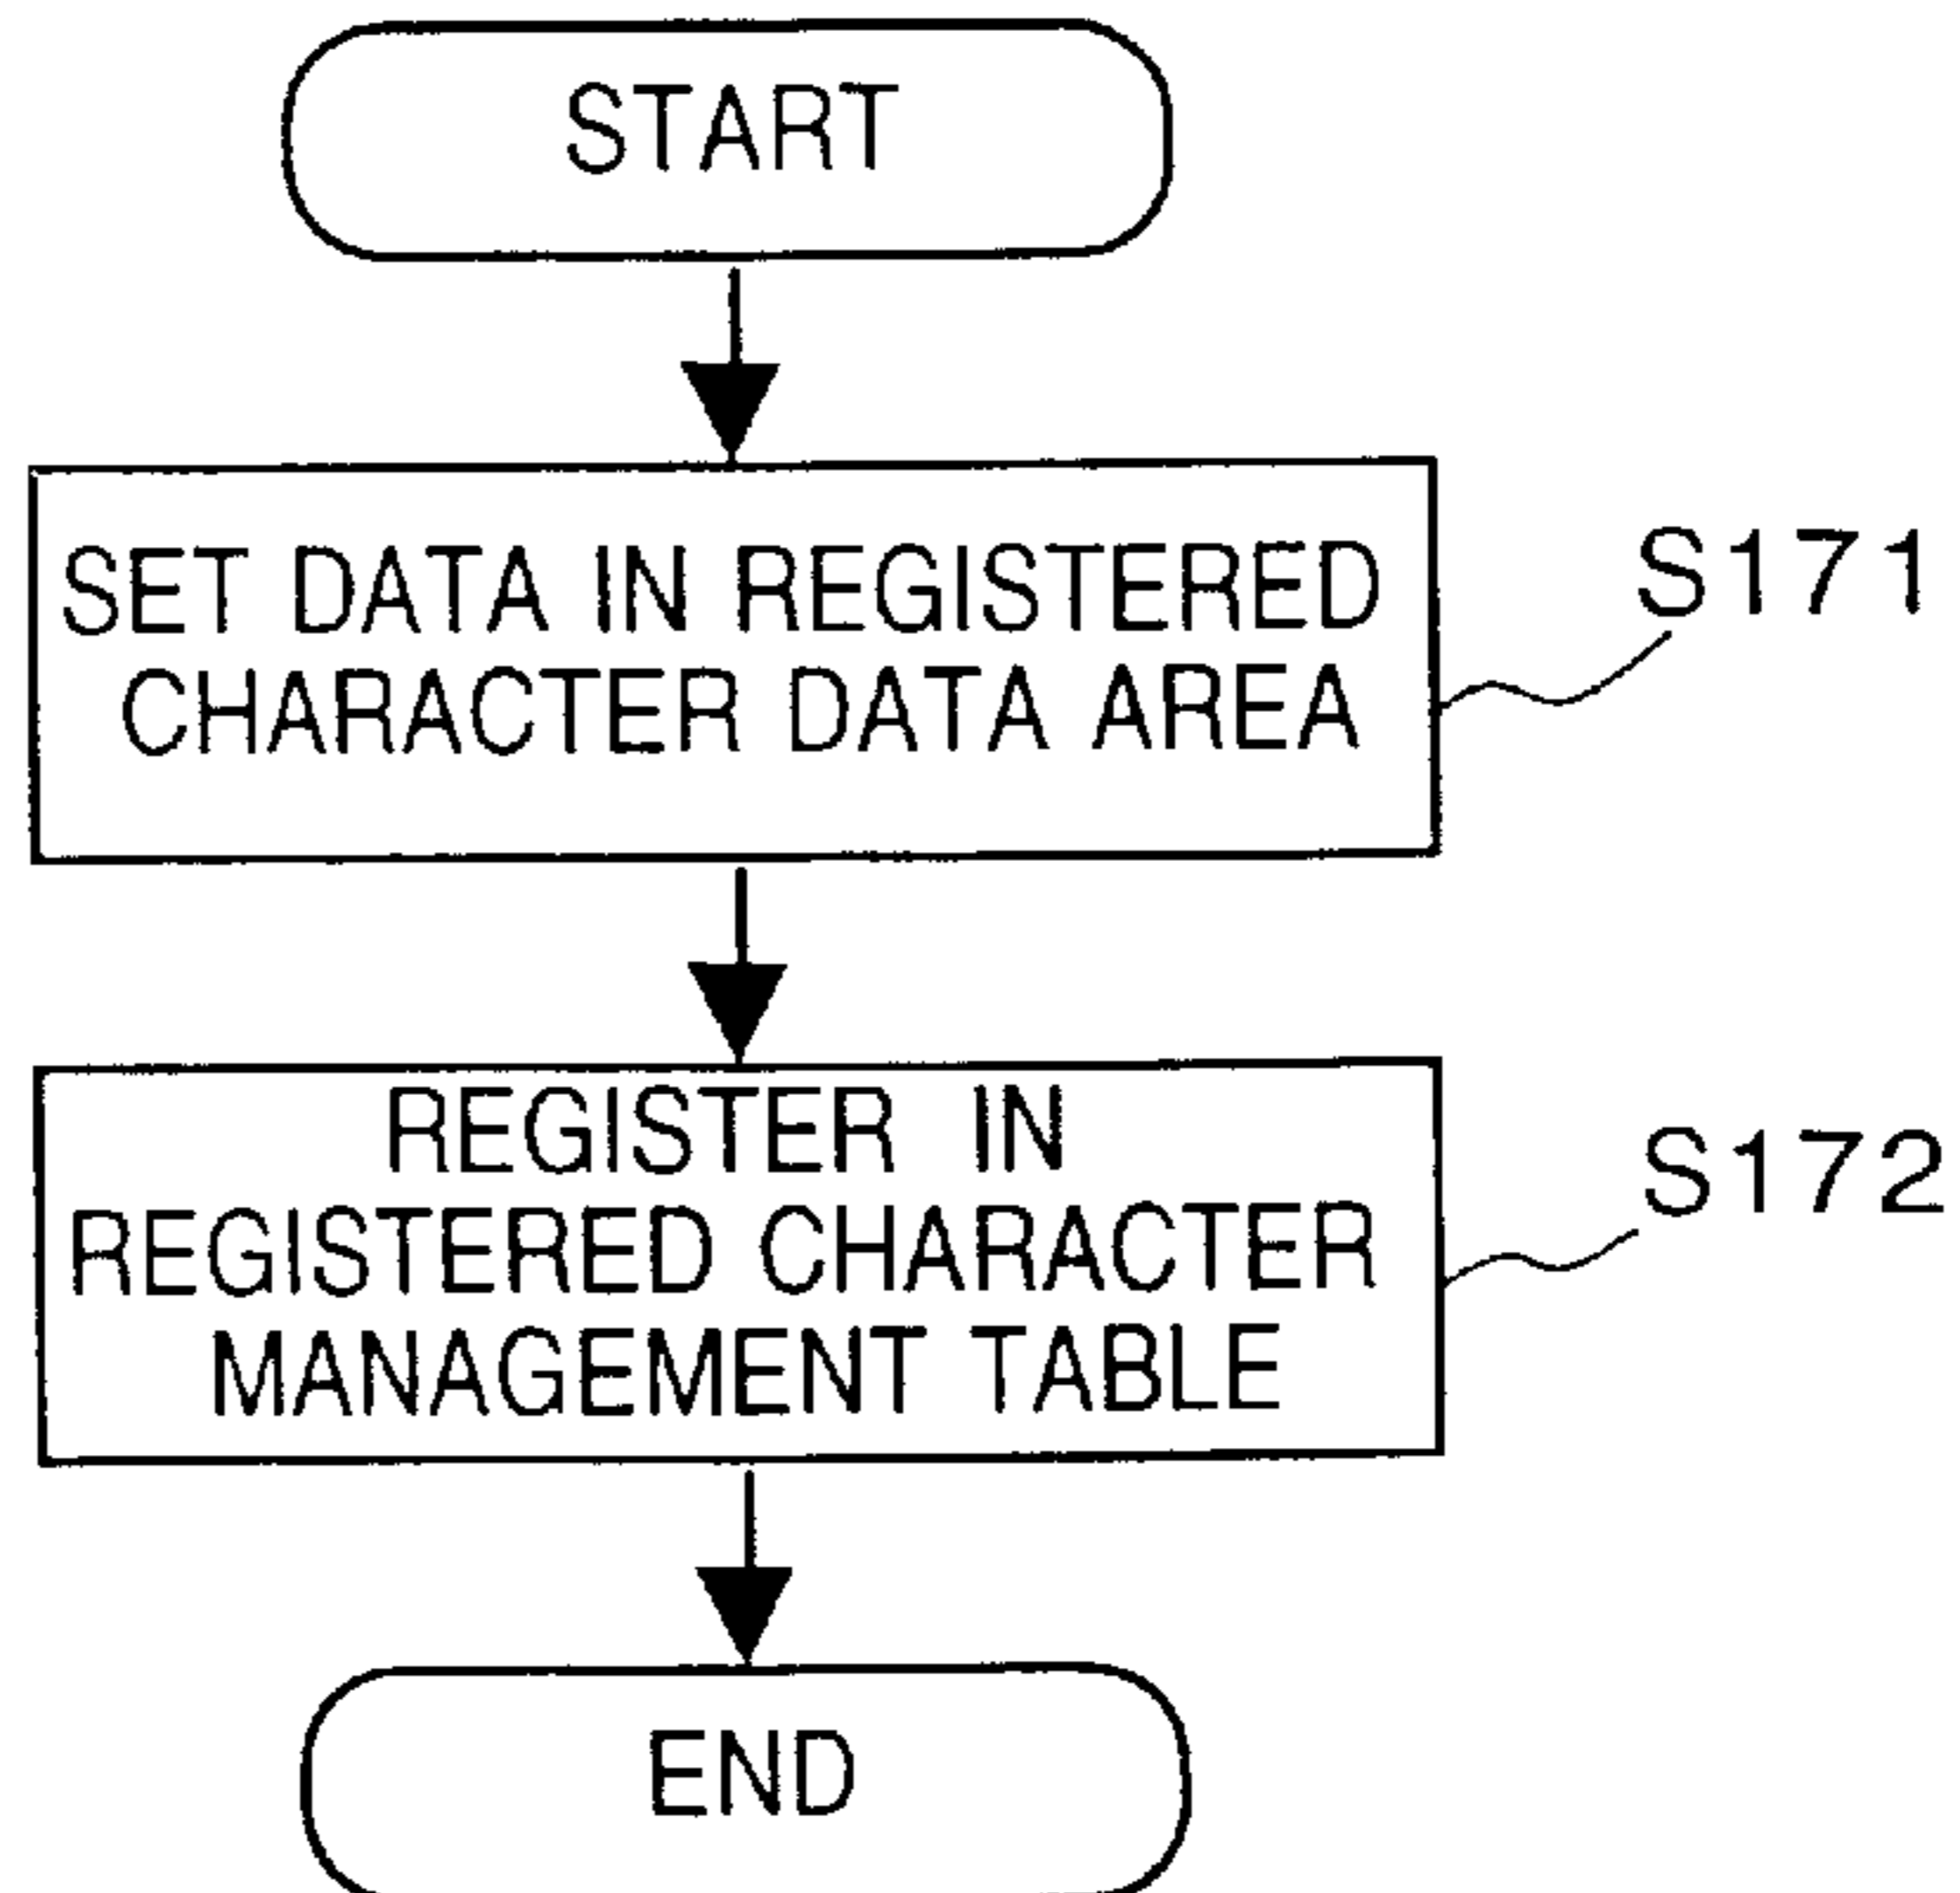 START
SET DATA IN REGISTERED
CHARACTER DATA AREA
S171
REGISTER IN
REGISTERED CHARACTER
MANAGEMENT TABLE
S172
END